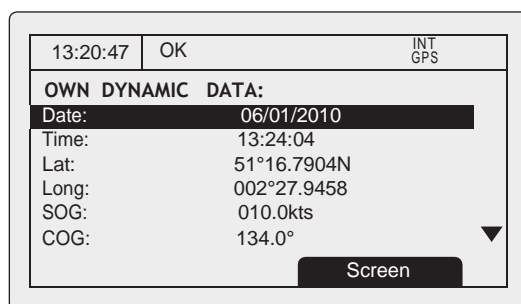 13:20:47 OK INT
GPS
OWN DYNAMIC DATA:
Date: 06/01/2010
Time: 13:24:04
Lat: 51°16.7904N
Long: 002°27.9458
SOG: 010.0kts
COG: 134.0°
Screen